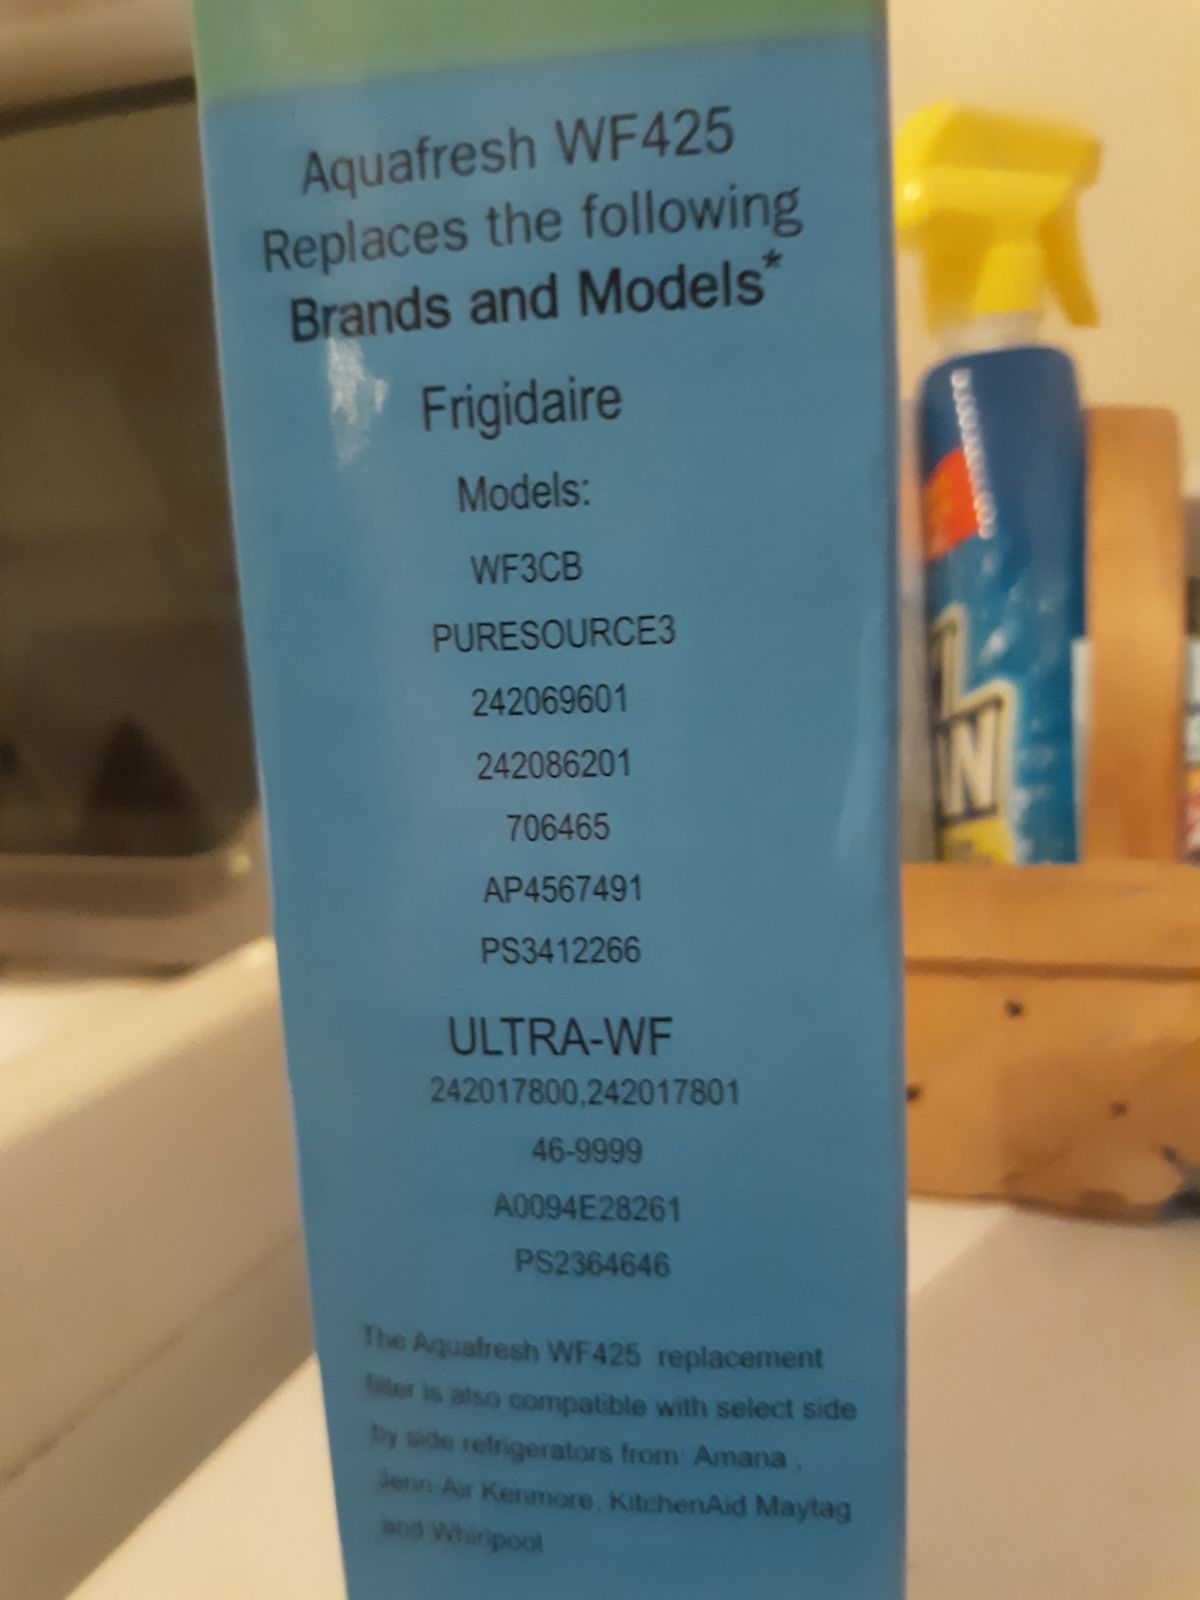 Aquafresh WF425
Replaces the following
Brands and Models*
Frigidaire
Models:
WF3CB
PURESOURCE3
242069601
242086201
706465
AP4567491
PS3412266
ULTRA-WF
242017800,242017801
46-9999
A0094E28261
PS2364646
The Aquafresh WF425 replacement
filler is also compatible with select side
by side refrigerators from: Amana ,
Jenn-Air Kenmore, KitchenAid Maytag
and Whirlpool